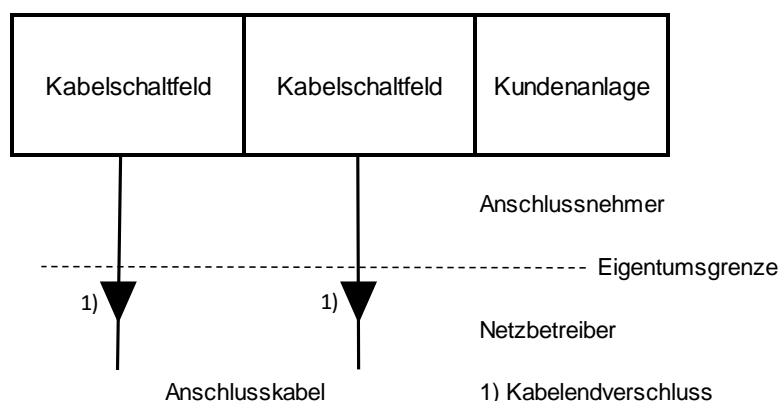 Kabelschaltfeld
Kabelschaltfeld
Kundenanlage
Anschlussnehmer
Eigentumsgrenze
1)
1)
Netzbetreiber
Anschlusskabel
1) Kabelendverschluss